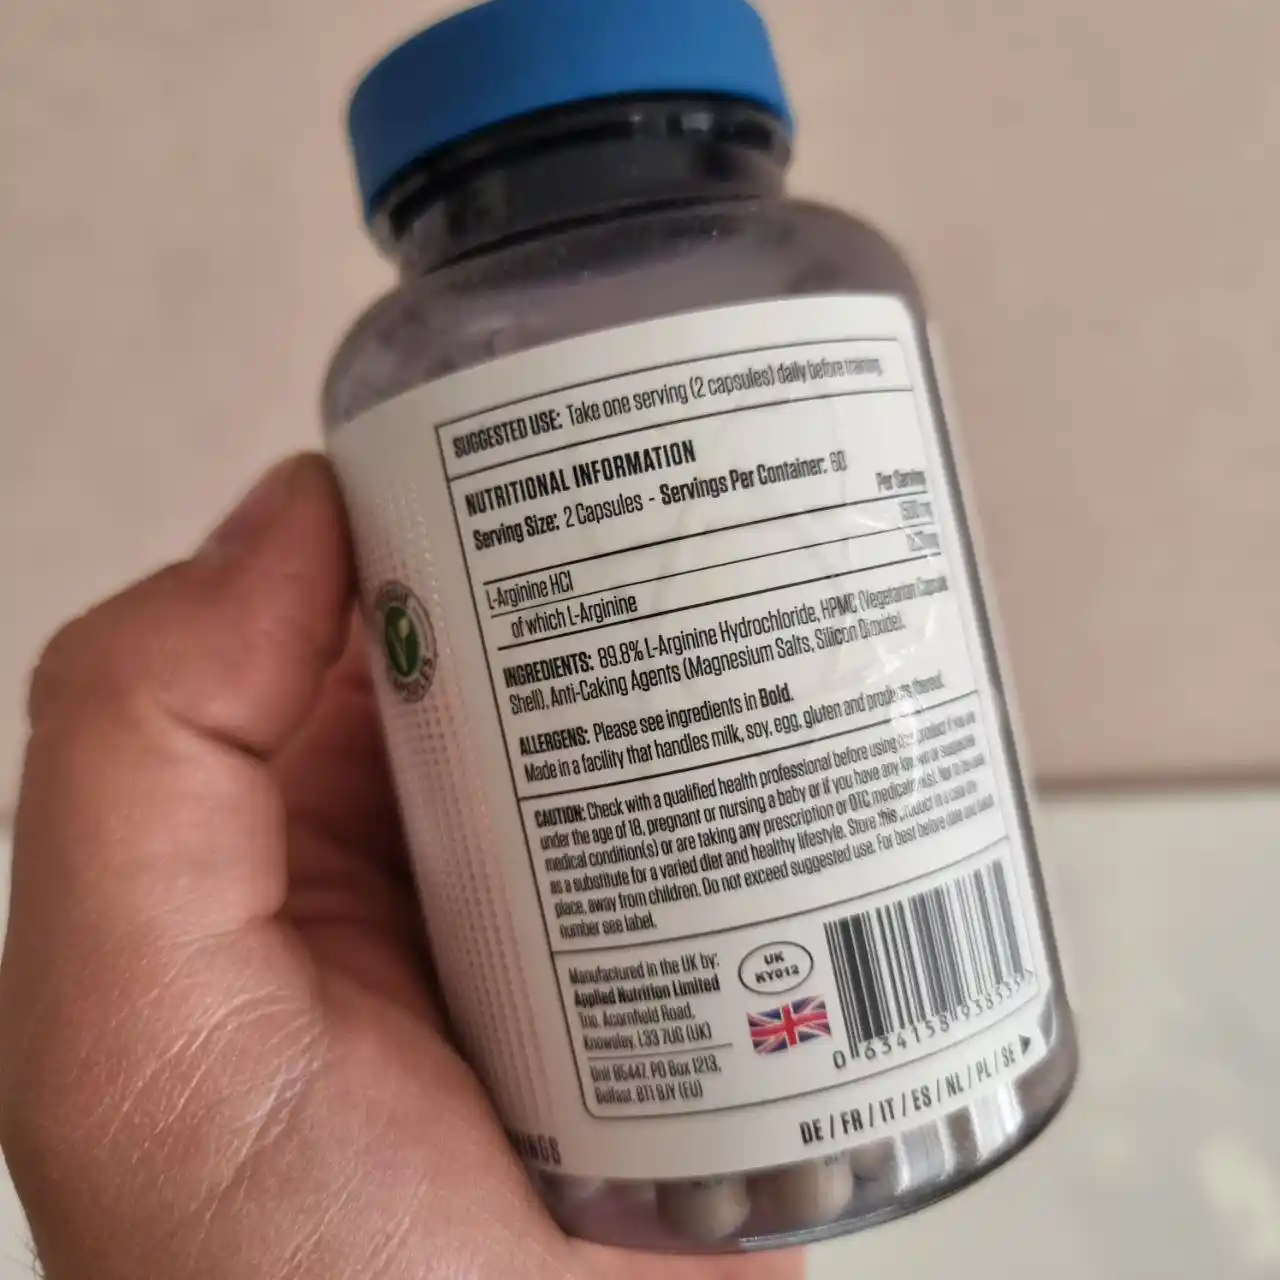 SUGGESTED USE: Take one serving (2 capsules) daily before training.
NUTRITIONAL INFORMATION
Serving Size: 2 Capsules - Servings Per Container: 60
Per Serving
L-Arginine HCl
of which L-Arginine
INGREDIENTS: 89.8% L-Arginine Hydrochloride, HPMC (Vegetarian Capsule
Shell), Anti-Caking Agents (Magnesium Salts, Silicon Dioxide).
ALLERGENS: Please see ingredients in Bold.
Made in a facility that handles milk, soy, egg, gluten and products thereof.
CAUTION: Check with a qualified health professional before using this product if you are
under the age of 18, pregnant or nursing a baby or if you have any known or suspected
medical condition(s) or are taking any prescription or OTC medication(s). Not to be used
as a substitute for a varied diet and healthy lifestyle. Store this product in a cool dry
place, away from children. Do not exceed suggested use. For best before date and batch
number see label.
Manufactured in the UK by:
Applied Nutrition Limited
Acornfield Road,
Knowsley, L33 7UG (UK)
Unit 85447, PO Box 1213,
Belfast, BT1 9JY (EU)
UK
KY012
DE / FR / IT / ES / NL / PL / SE